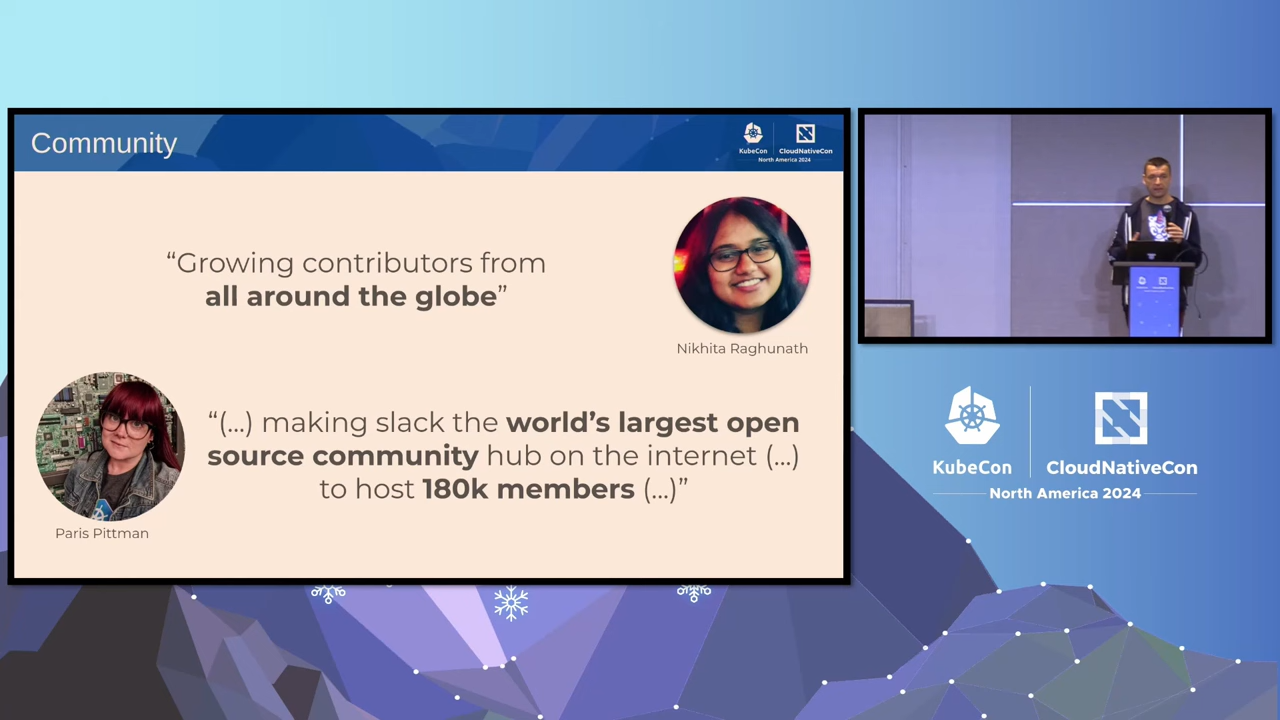 Community
KubeCon
CloudNativeCon
North America 2024
“Growing contributors from
all around the globe”
Nikhita Raghunath
“(...) making slack the world’s largest open
source community hub on the internet (...)
to host 180k members (...)”
Paris Pittman
KubeCon
CloudNativeCon
North America 2024